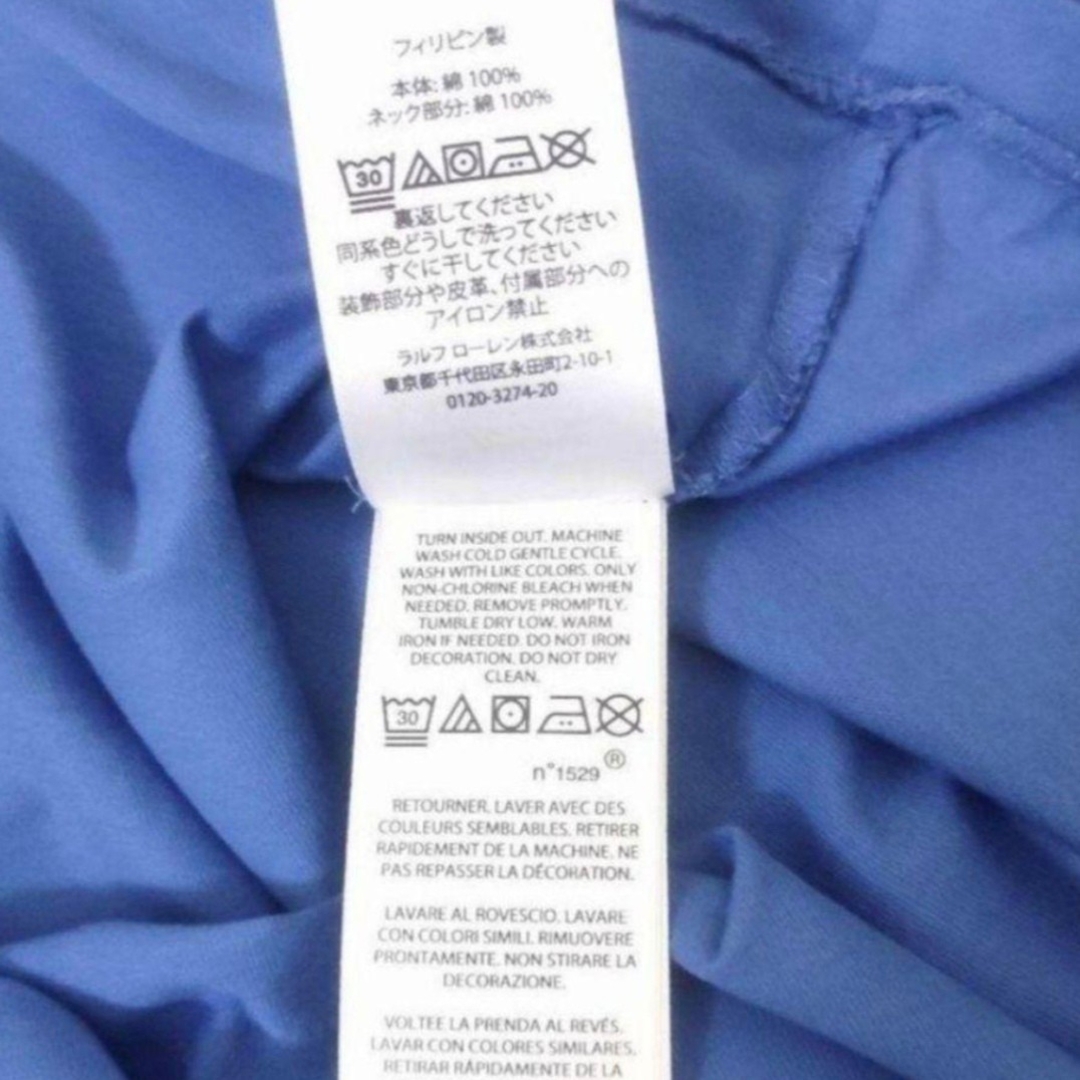 フィリピン製
本体: 綿 100%
ネック部分: 綿 100%
30
裏返してください
同系色どうしで洗ってください
すぐに干してください
装飾部分や皮革、付属部分への
アイロン禁止
ラルフ ローレン株式会社
東京都千代田区永田町2-10-1
0120-3274-20
TURN INSIDE OUT. MACHINE
WASH COLD GENTLE CYCLE.
WASH WITH LIKE COLORS. ONLY
NON-CHLORINE BLEACH WHEN
NEEDED. REMOVE PROMPTLY.
TUMBLE DRY LOW. WARM
IRON IF NEEDED. DO NOT IRON
DECORATION. DO NOT DRY
CLEAN.
30
n°1529 ®
RETOURNER. LAVER AVEC DES
COULEURS SEMBLABLES. RETIRER
RAPIDEMENT DE LA MACHINE. NE
PAS REPASSER LA DÉCORATION.
LAVARE AL ROVESCIO. LAVARE
CON COLORI SIMILI. RIMUOVERE
PRONTAMENTE. NON STIRARE LA
DECORAZIONE.
VOLTEE LA PRENDA AL REVÉS.
LAVAR CON COLORES SIMILARES.
RETIRAR RÁPIDAMENTE DE LA